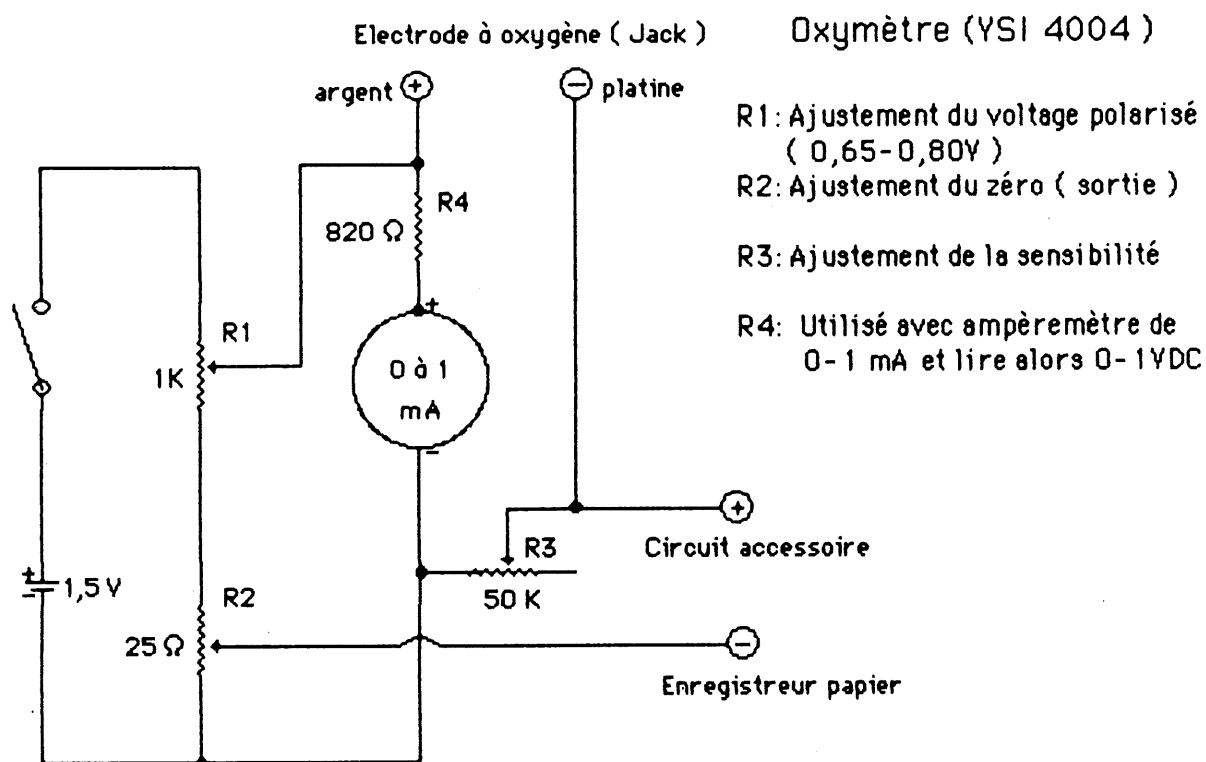 Electrode à oxygène ( Jack )
Oxymètre (YSI 4004 )
argent
+
−
platine
R1: Ajustement du voltage polarisé
( 0,65-0,80V )
R2: Ajustement du zéro ( sortie )
R3: Ajustement de la sensibilité
R4: Utilisé avec ampèremètre de
0-1 mA et lire alors 0-1VDC
R4
820 Ω
+
R1
1K
0 à 1
mA
−
+
R3
Circuit accessoire
50 K
+
−
1,5 V
R2
25 Ω
−
Enregistreur papier